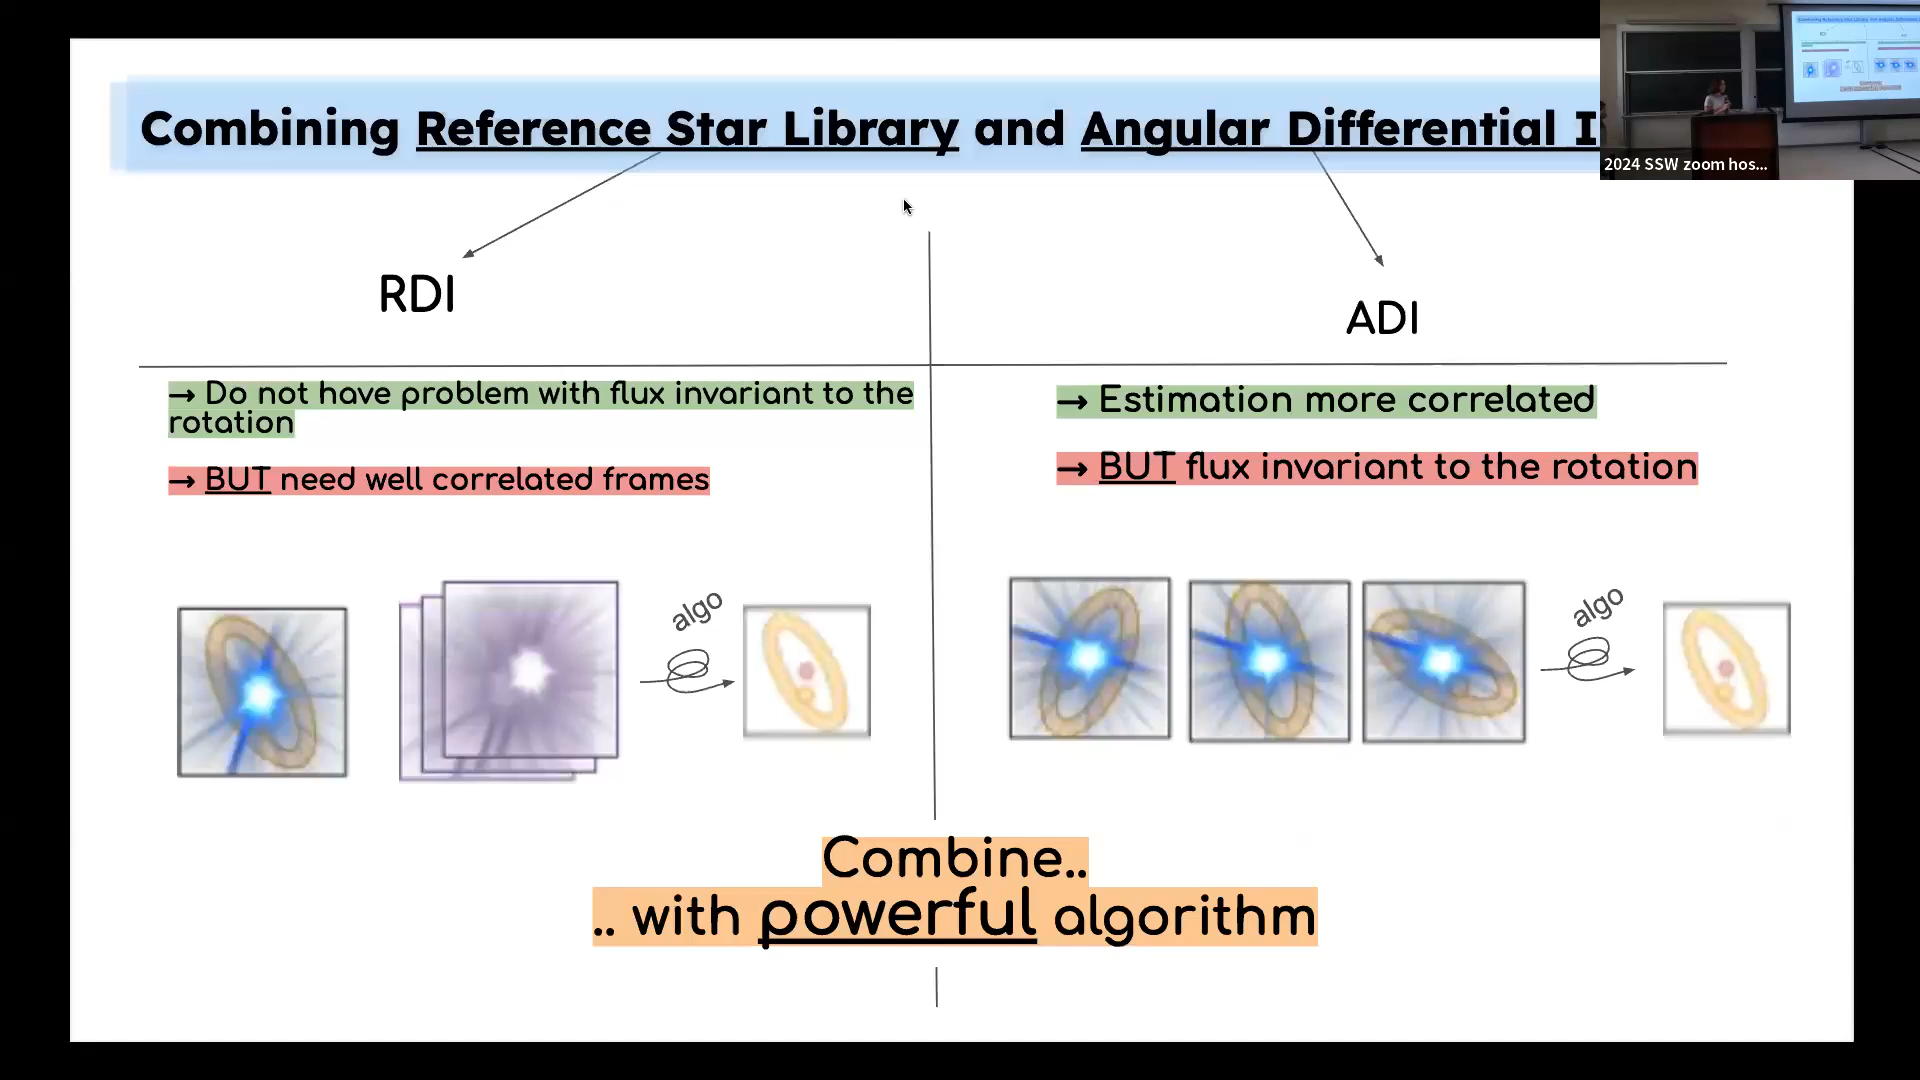 Combining Reference Star Library and Angular Differential I
2024 SSW zoom hos...
RDI
ADI
→ Do not have problem with flux invariant to the
rotation
→ BUT need well correlated frames
→ Estimation more correlated
→ BUT flux invariant to the rotation
algo
algo
Combine..
.. with powerful algorithm